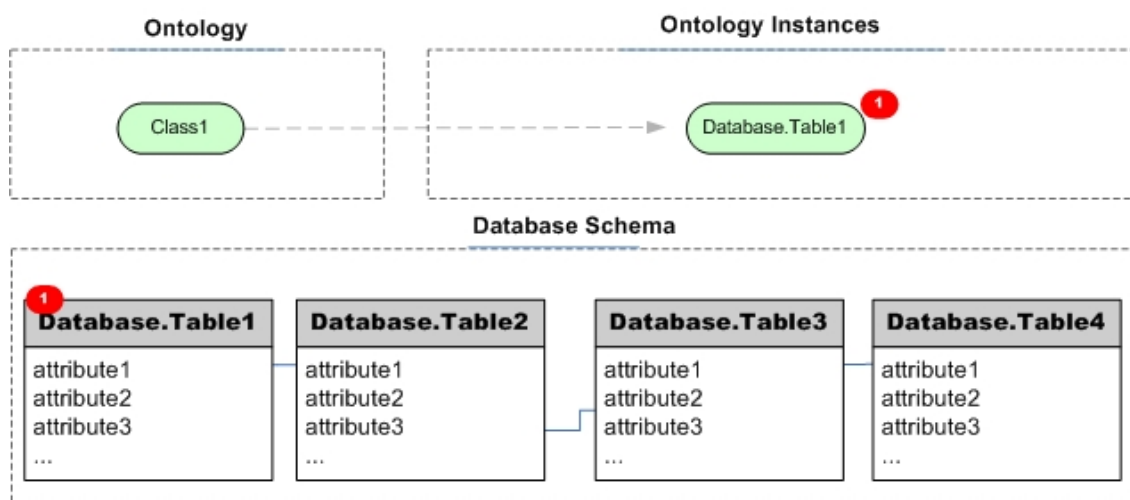 Ontology
Ontology Instances
Class1
Database.Table1
1
Database Schema
1
Database.Table1
attribute1
attribute2
attribute3
...
Database.Table2
attribute1
attribute2
attribute3
...
Database.Table3
attribute1
attribute2
attribute3
...
Database.Table4
attribute1
attribute2
attribute3
...